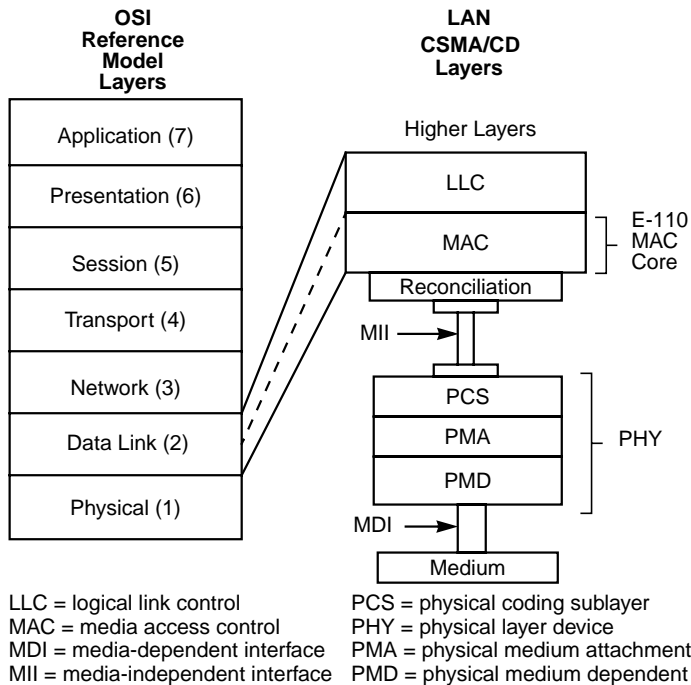 OSI
Reference
Model
Layers
Application (7)
Presentation (6)
Session (5)
Transport (4)
Network (3)
Data Link (2)
Physical (1)
LAN
CSMA/CD
Layers
Higher Layers
LLC
MAC
E-110
MAC
Core
Reconciliation
MII
PCS
PMA
PMD
PHY
MDI
Medium
LLC = logical link control
MAC = media access control
MDI = media-dependent interface
MII = media-independent interface
PCS = physical coding sublayer
PHY = physical layer device
PMA = physical medium attachment
PMD = physical medium dependent